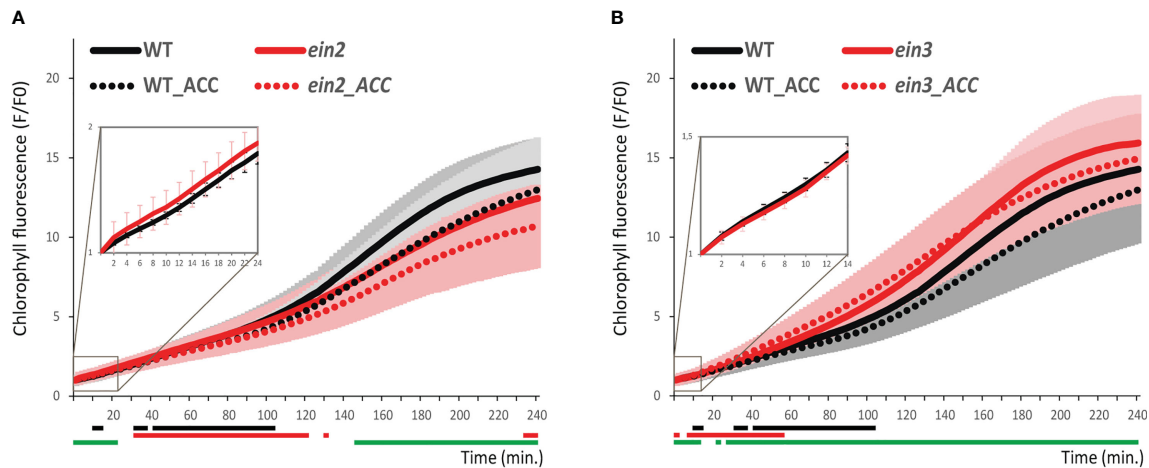 A
WT
ein2
WT_ACC
ein2_ACC
Chlorophyll fluorescence (F/F0)
20
15
10
5
0
2
1
2 4 6 8 10 12 14 16 18 20 22 24
20 40 60 80 100 120 140 160 180 200 220 240
Time (min.)
B
WT
ein3
WT_ACC
ein3_ACC
Chlorophyll fluorescence (F/F0)
20
15
10
5
0
1,5
1
2 4 6 8 10 12 14
20 40 60 80 100 120 140 160 180 200 220 240
Time (min.)